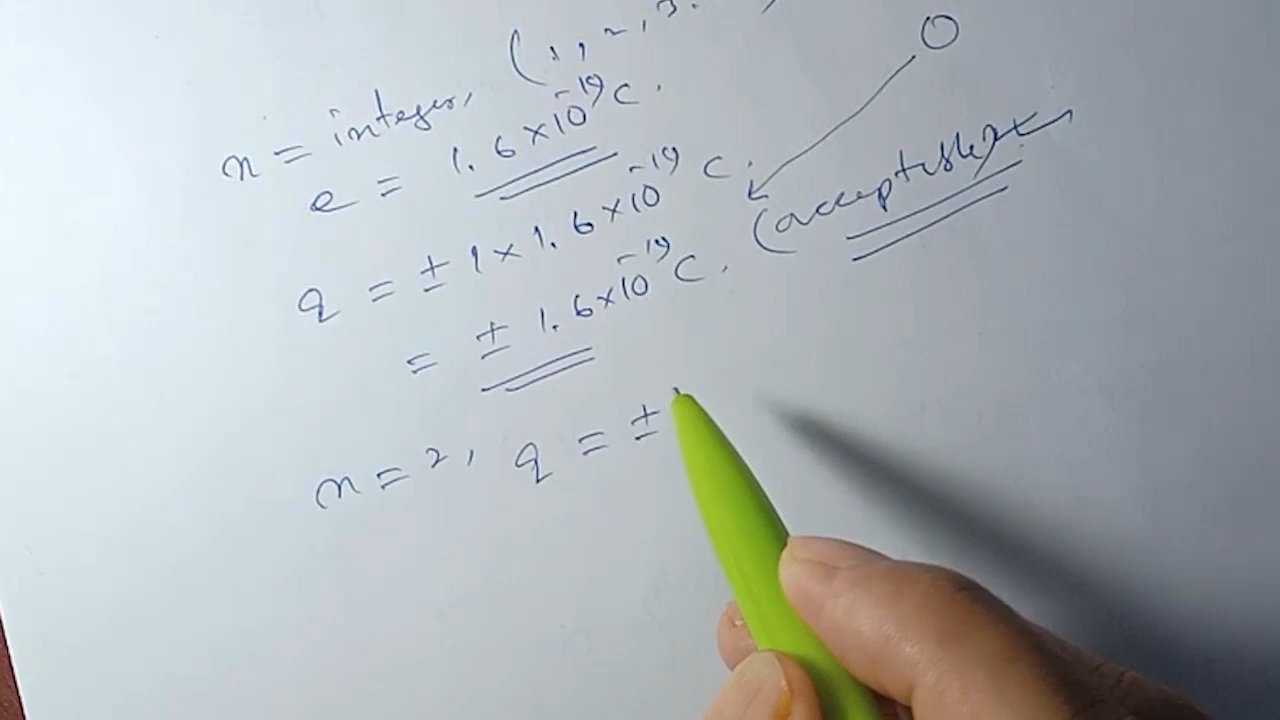 n = integer, (1, 2, 3.
e = 1.6×10⁻¹⁹ C.
q = ± 1 × 1.6×10⁻¹⁹ C.
= ± 1.6×10⁻¹⁹ C. (acceptable)
n = 2, q = ±